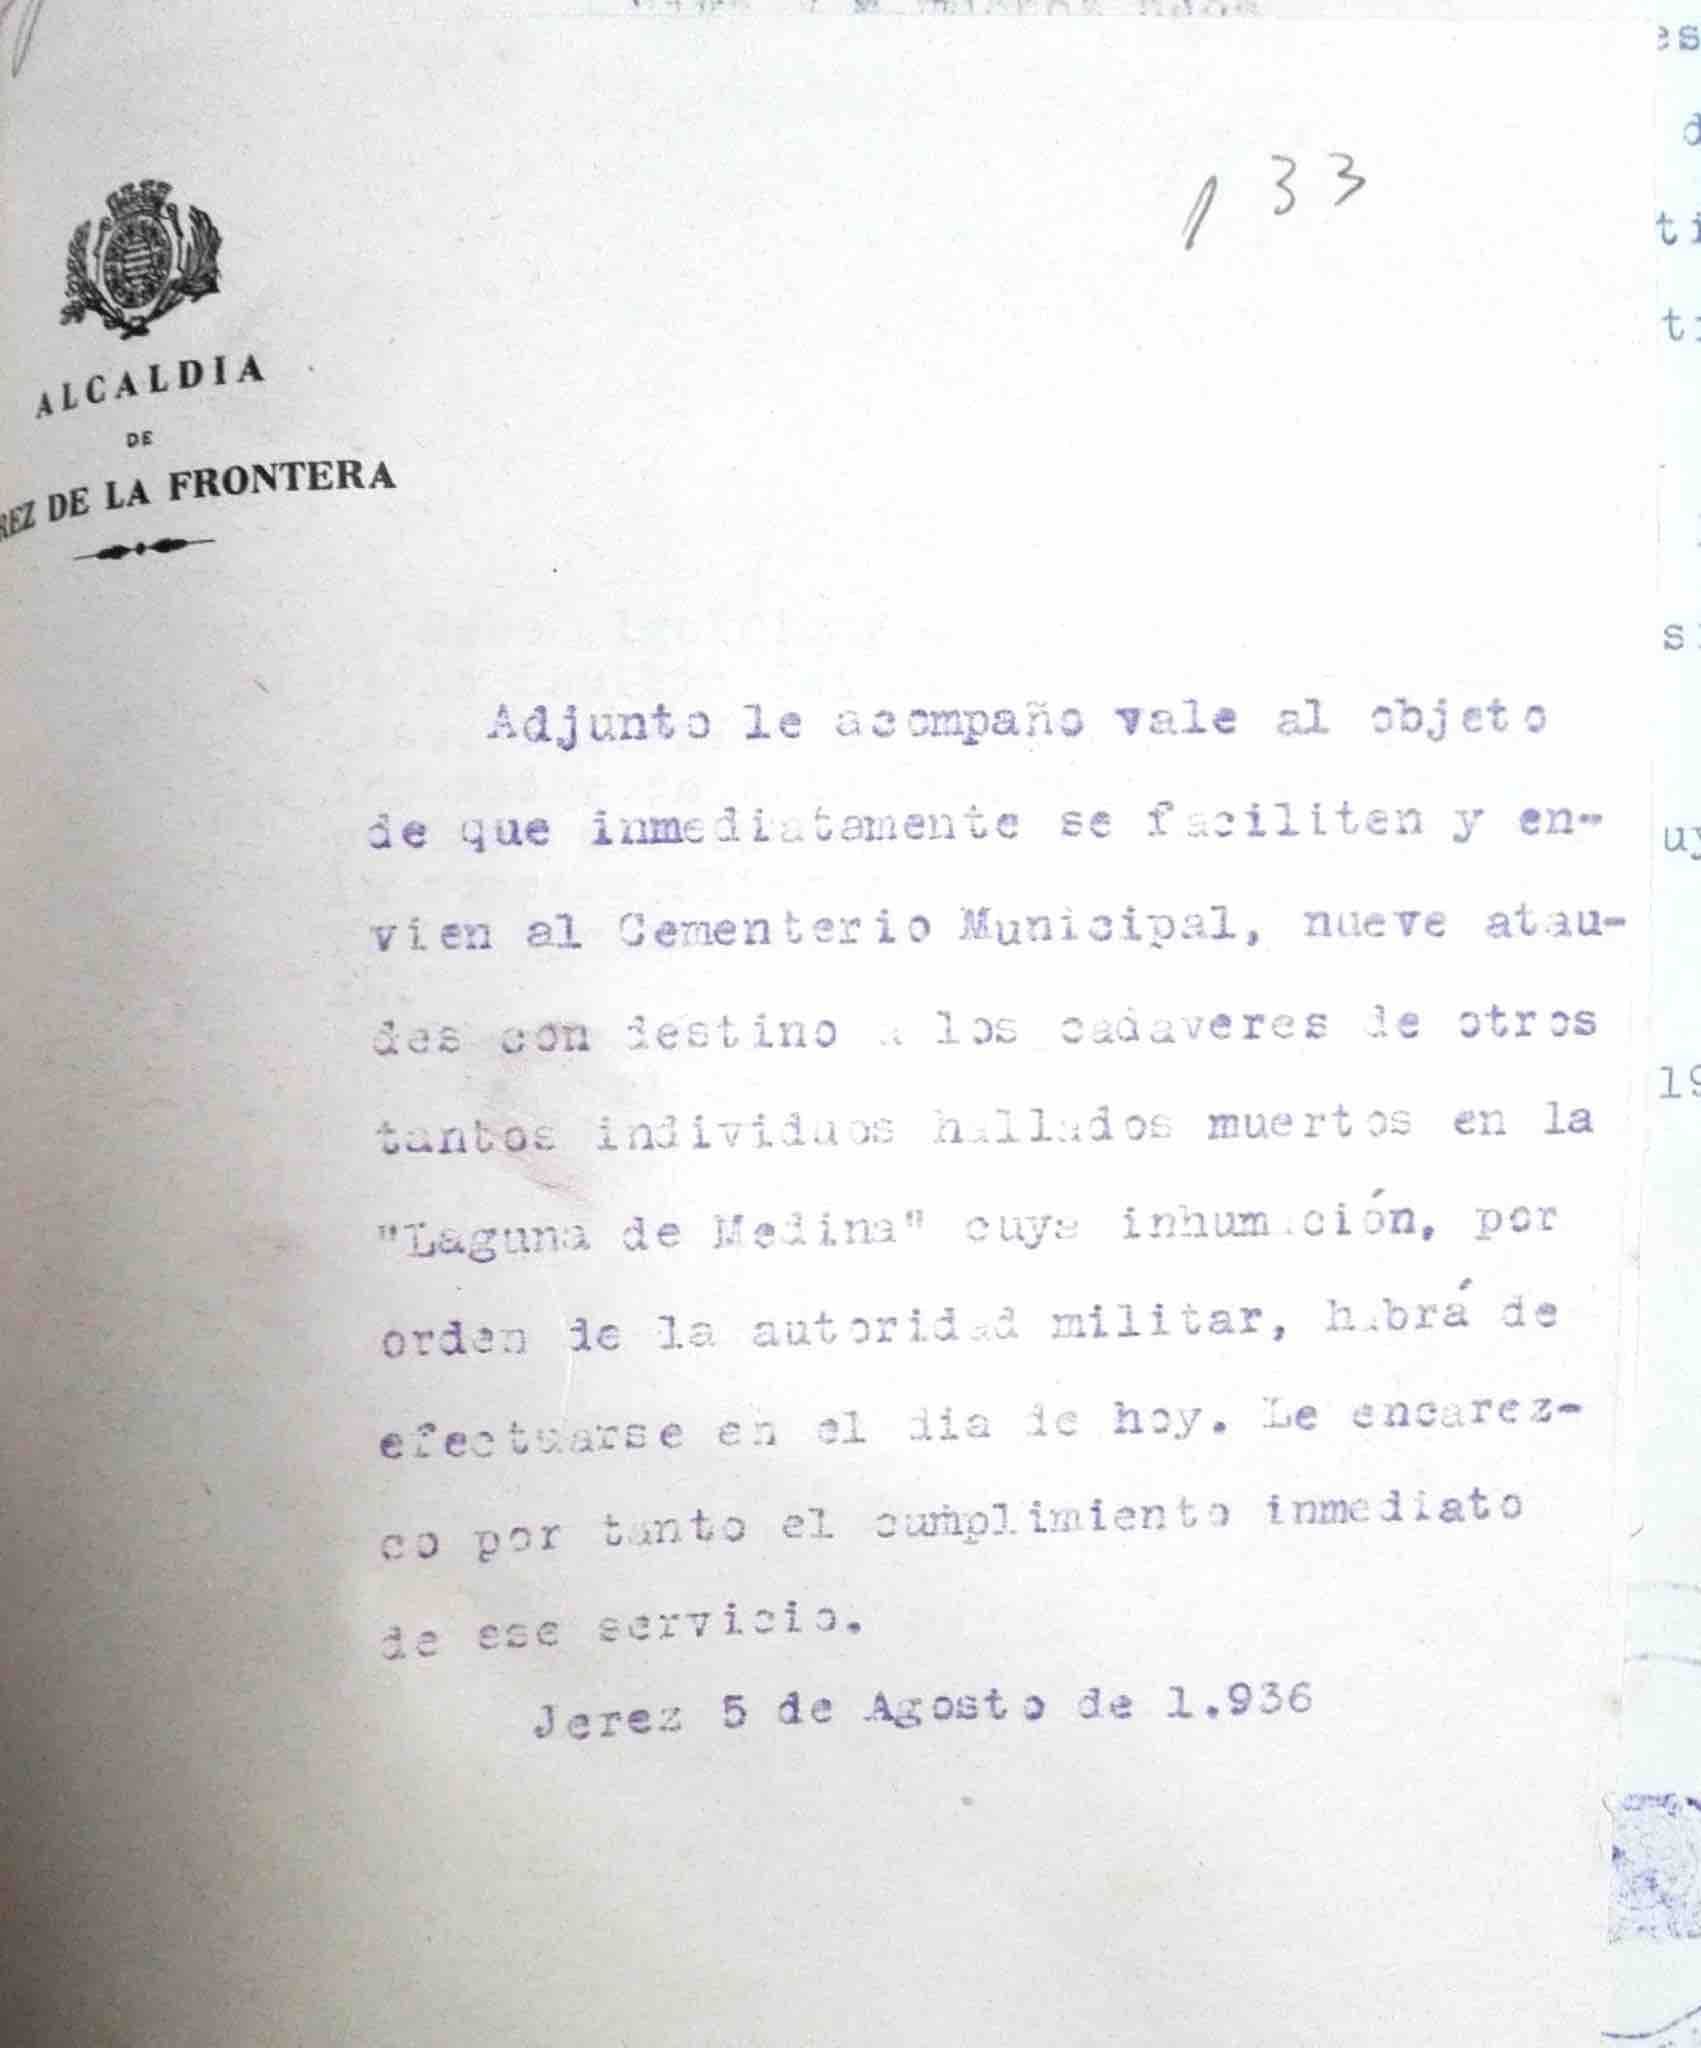 133
ALCALDIA
DE
REZ DE LA FRONTERA
Adjunto le acompaño vale al objeto
de que inmediatamente se faciliten y en-
vien al Cementerio Municipal, nueve atau-
des con destino a los cadaveres de otros
tantos individuos hallados muertos en la
"Laguna de Medina" cuya inhumación, por
orden de la autoridad militar, habrá de
efectuarse en el dia de hoy. Le encarez-
co por tanto el cumplimiento inmediato
de ese servicio.
Jerez 5 de Agosto de 1.936